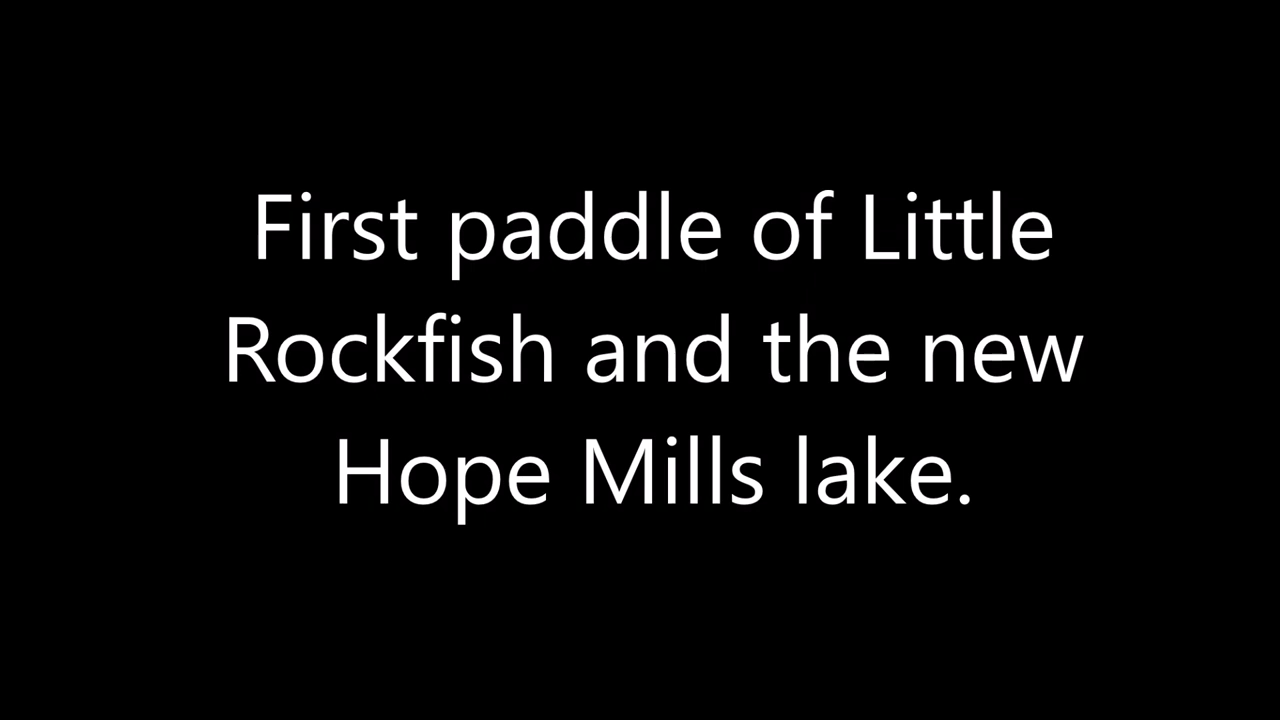 First paddle of Little
Rockfish and the new
Hope Mills lake.